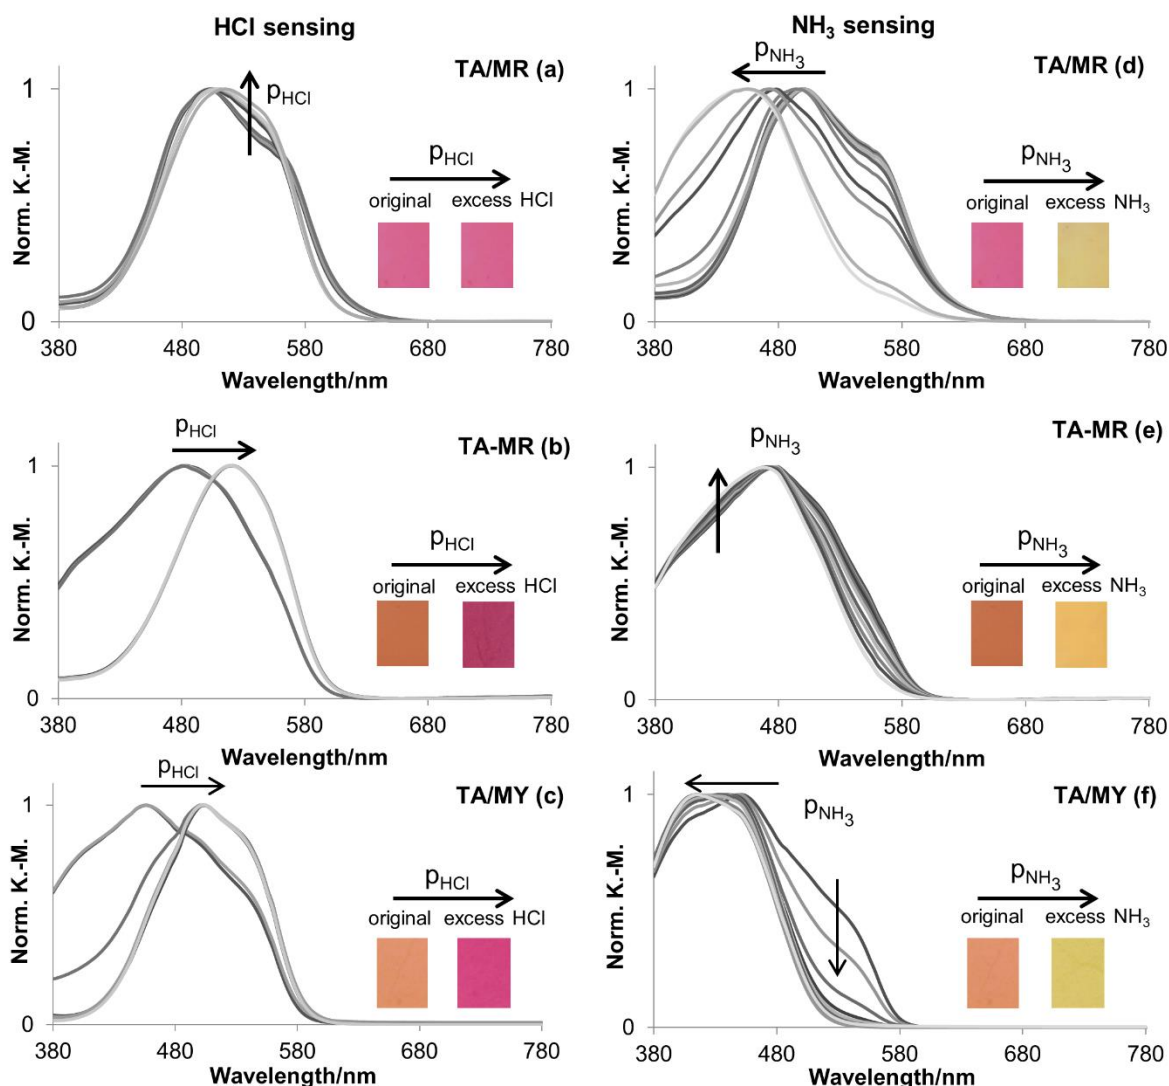 HCl sensing
NH₃ sensing
TA/MR (a)
pHCl
pHCl
original excess HCl
1
0
Norm. K.-M.
380 480 580 680 780
Wavelength/nm
TA/MR (d)
pNH₃
pNH₃
original excess NH₃
1
0
Norm. K.-M.
380 480 580 680 780
Wavelength/nm
TA-MR (b)
pHCl
pHCl
original excess HCl
1
0
Norm. K.-M.
380 480 580 680 780
Wavelength/nm
TA-MR (e)
pNH₃
pNH₃
original excess NH₃
1
0
Norm. K.-M.
380 480 580 680 780
Wavelength/nm
TA/MY (c)
pHCl
pHCl
original excess HCl
1
0
Norm. K.-M.
380 480 580 680 780
Wavelength/nm
TA/MY (f)
pNH₃
pNH₃
original excess NH₃
1
0
Norm. K.-M.
380 480 580 680 780
Wavelength/nm